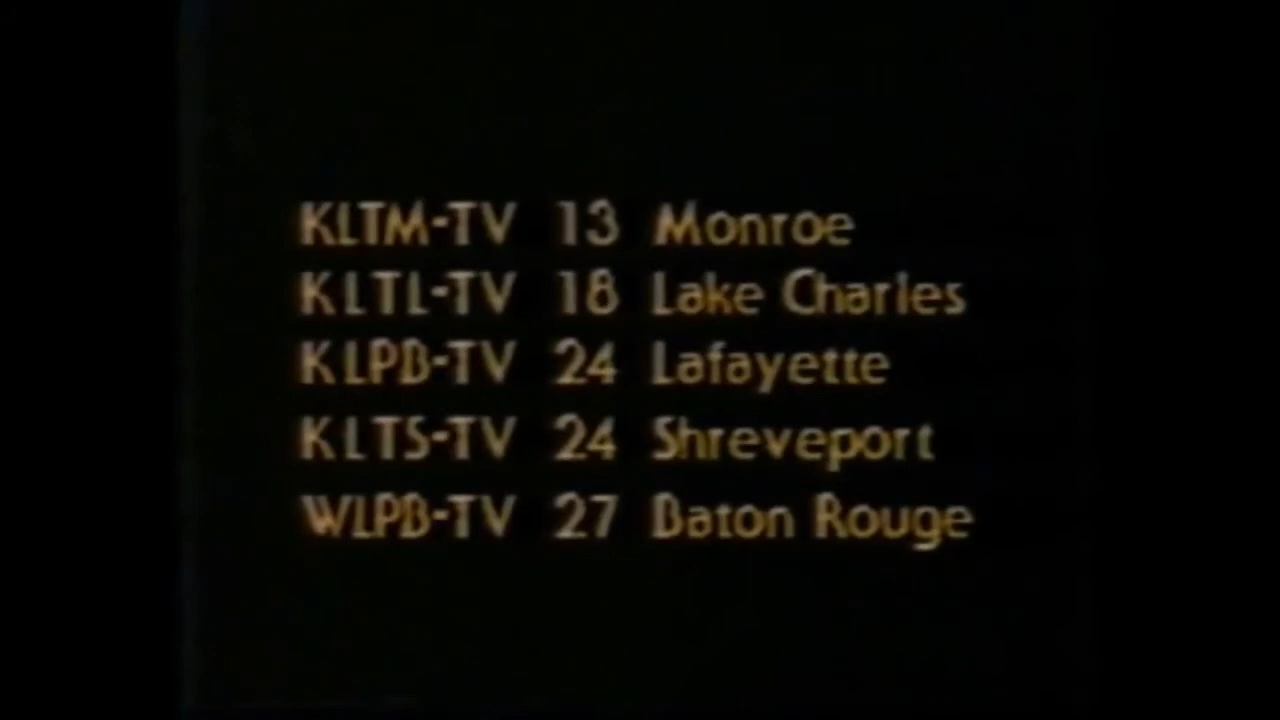 KLTM-TV 13 Monroe
KLTL-TV 18 Lake Charles
KLPB-TV 24 Lafayette
KLTS-TV 24 Shreveport
WLPB-TV 27 Baton Rouge